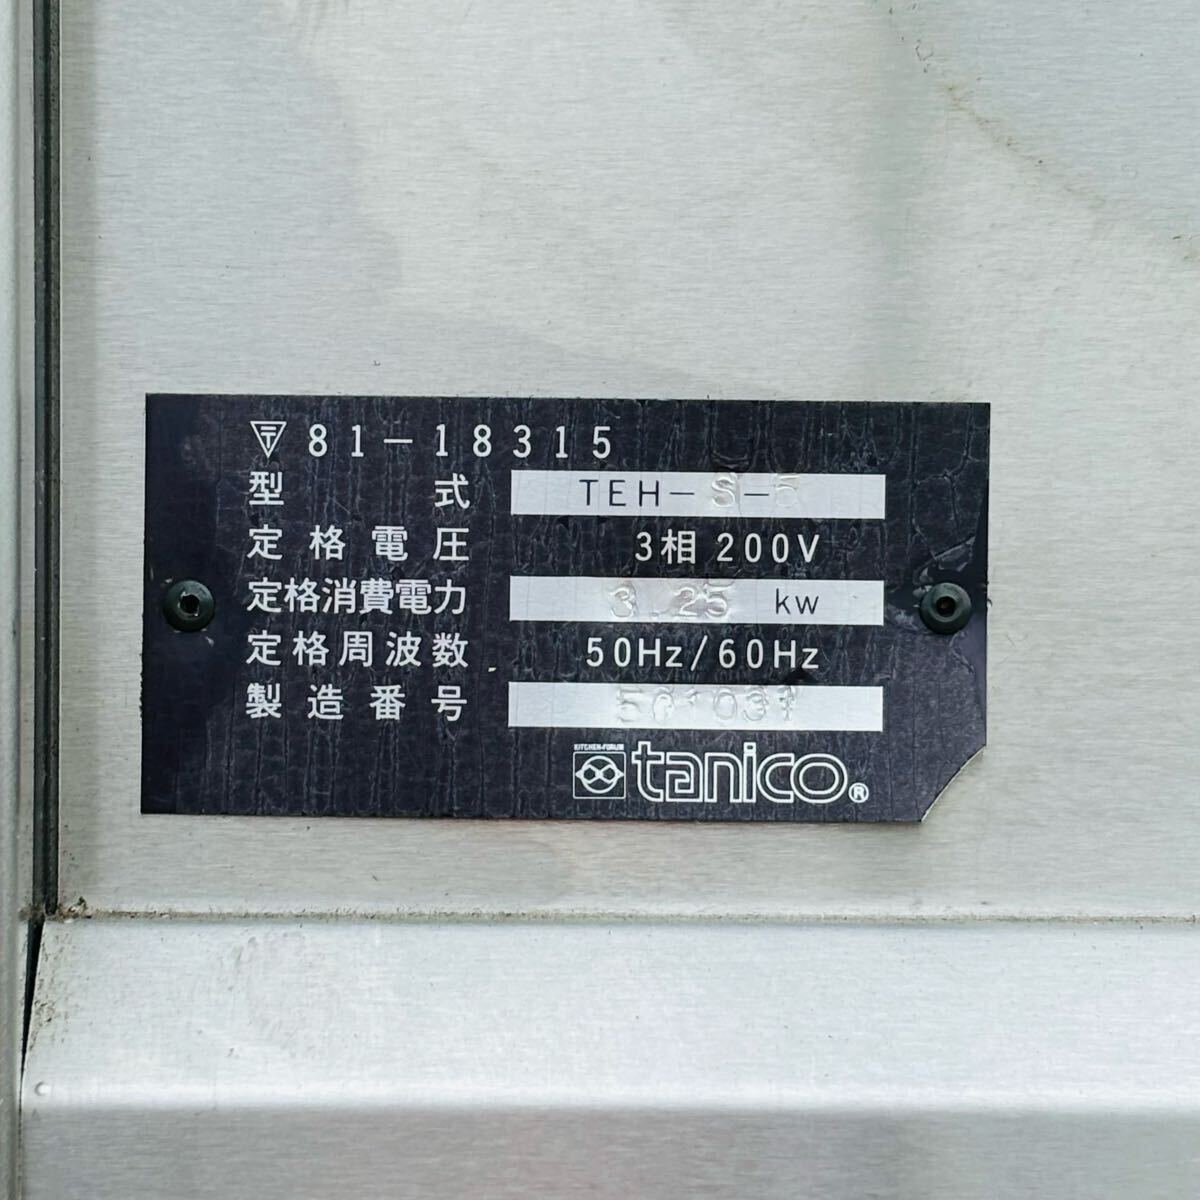 81-18315
型式 TEH-S-5
定格電圧 3相 200V
定格消費電力 3.25 kw
定格周波数 50Hz/60Hz
製造番号 501031
KITCHEN-FORUM
tanico®